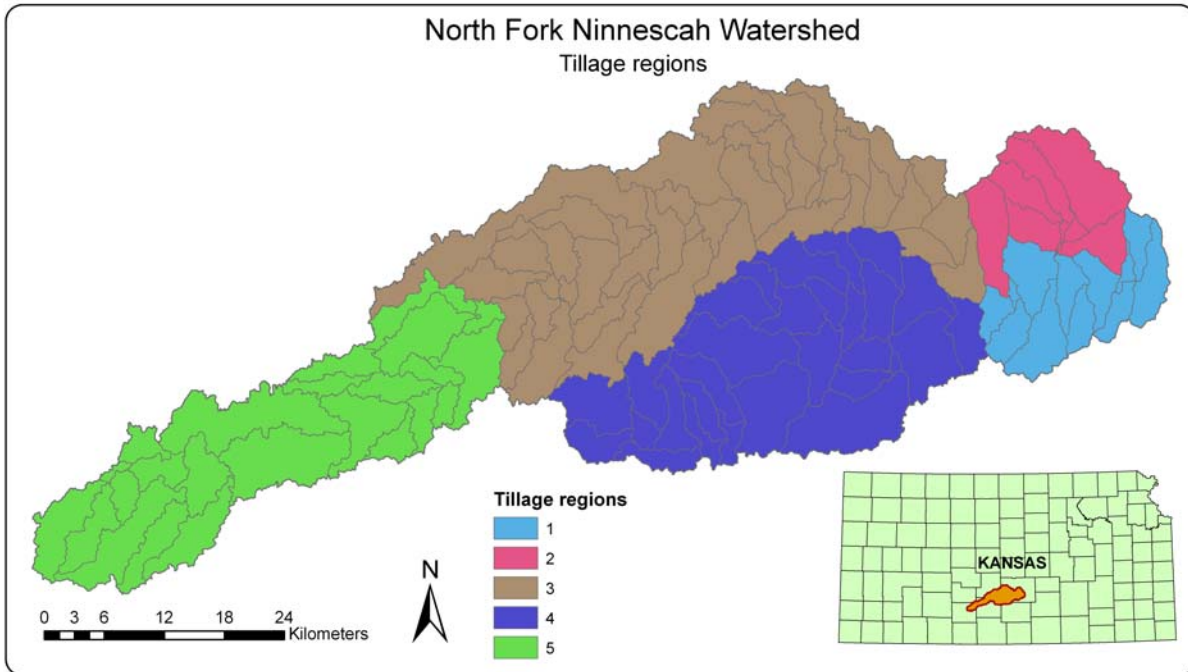 North Fork Ninnescah Watershed
Tillage regions
Tillage regions
1
2
3
4
5
KANSAS
N
0 3 6 12 18 24
Kilometers